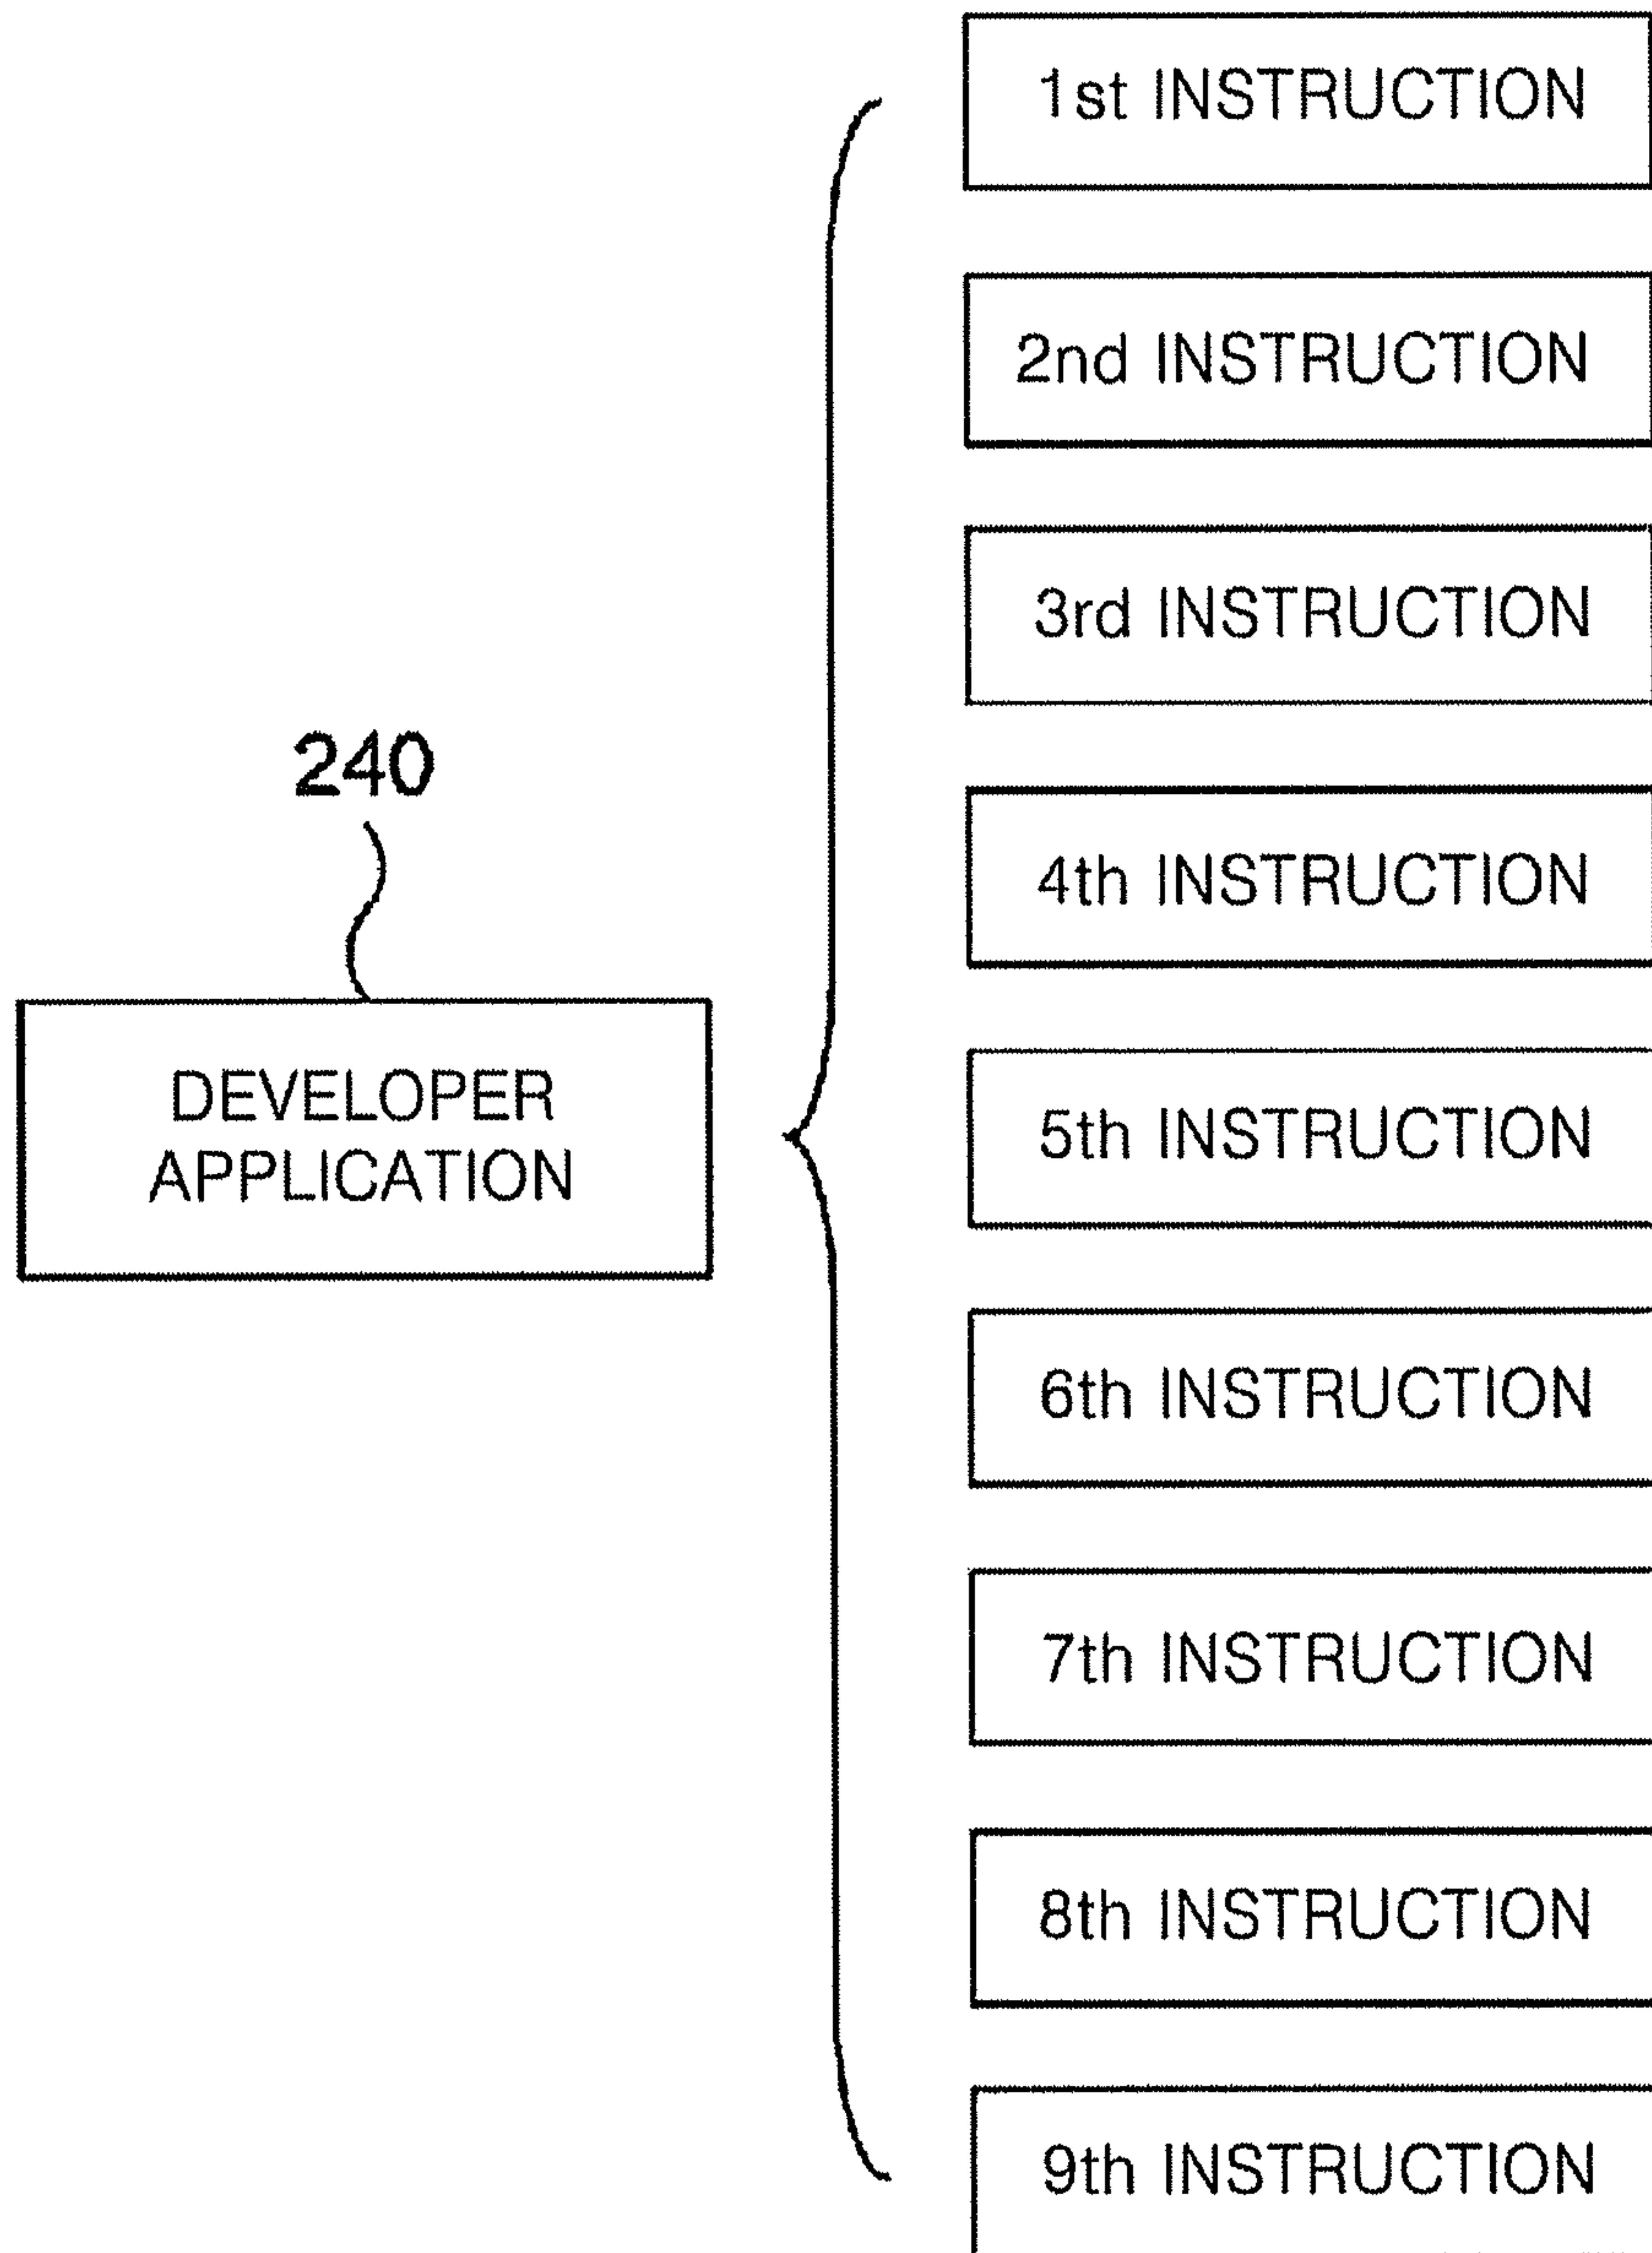 1st INSTRUCTION
2nd INSTRUCTION
3rd INSTRUCTION
240
4th INSTRUCTION
DEVELOPER
APPLICATION
5th INSTRUCTION
6th INSTRUCTION
7th INSTRUCTION
8th INSTRUCTION
9th INSTRUCTION